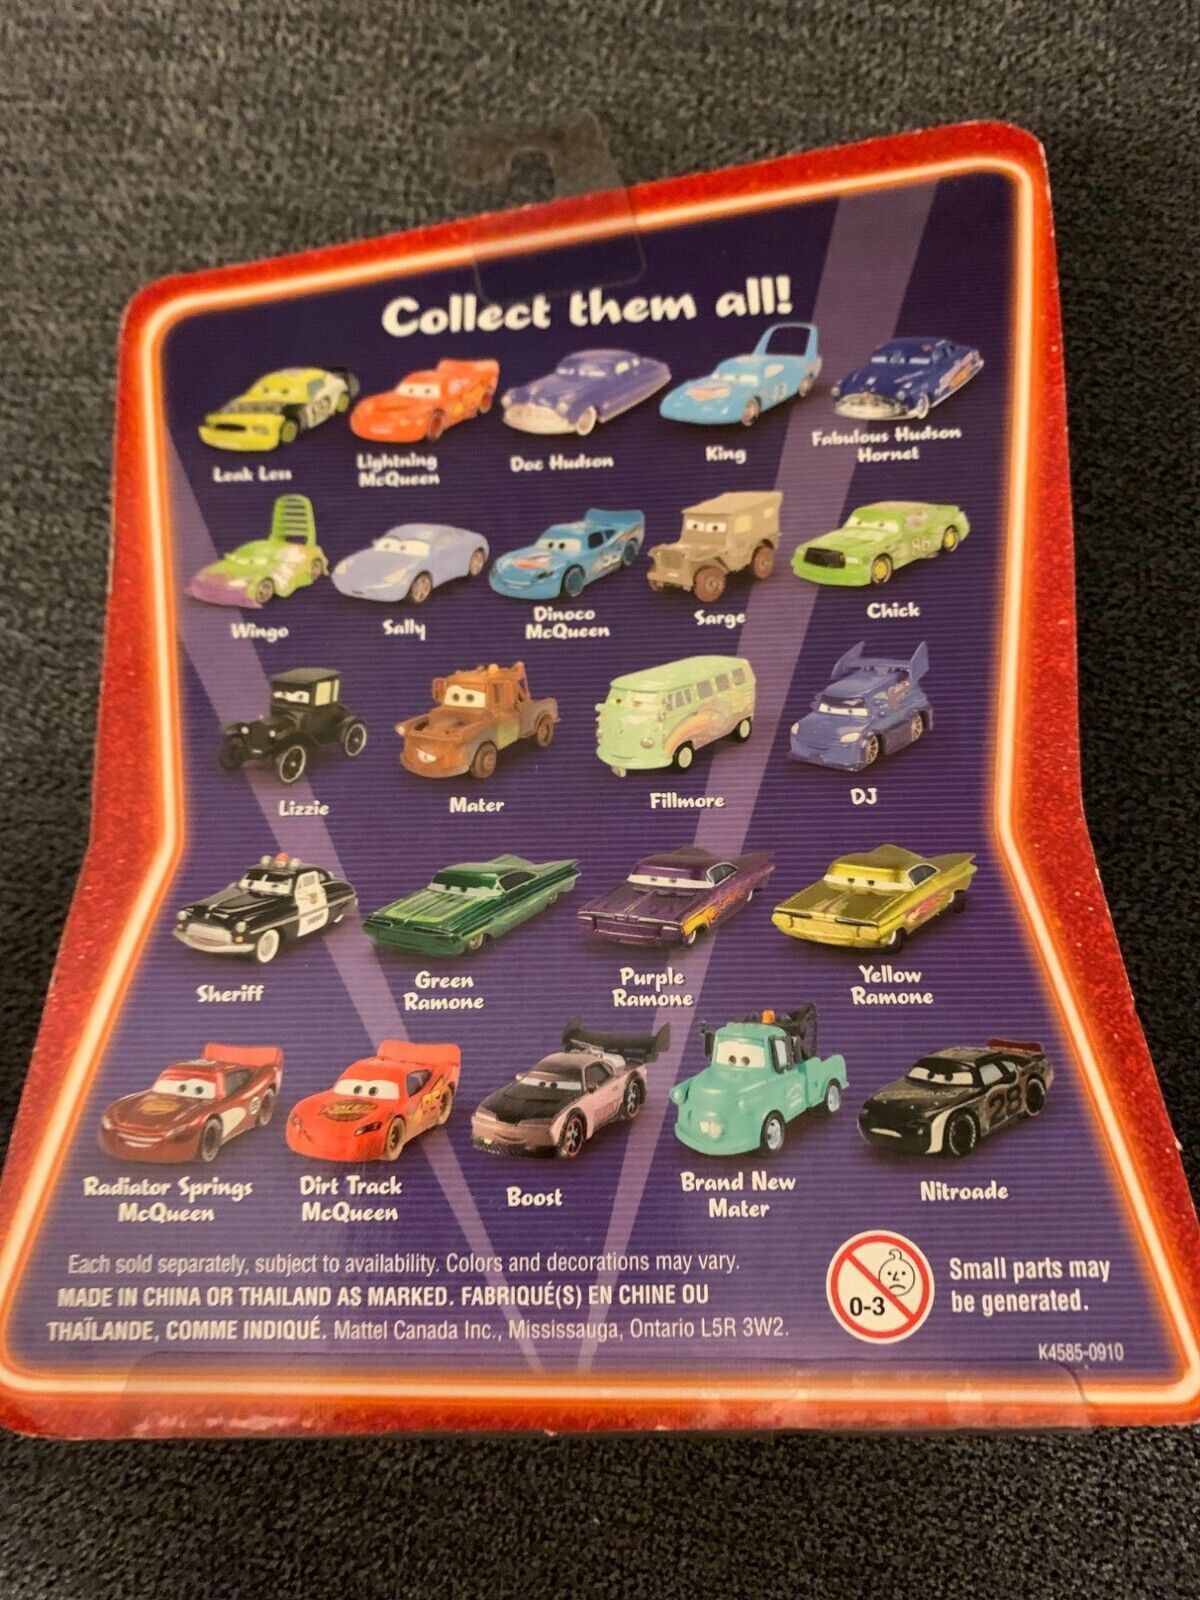 Collect them all!
Leak Less
Lightning
McQueen
Doc Hudson
King
Fabulous Hudson
Hornet
Wingo
Sally
Dinoco
McQueen
Sarge
Chick
Lizzie
Mater
Fillmore
DJ
Sheriff
Green
Ramone
Purple
Ramone
Yellow
Ramone
Radiator Springs
McQueen
Dirt Track
McQueen
Boost
Brand New
Mater
Nitroade
Each sold separately, subject to availability. Colors and decorations may vary.
MADE IN CHINA OR THAILAND AS MARKED. FABRIQUÉ(S) EN CHINE OU
THAÏLANDE, COMME INDIQUÉ. Mattel Canada Inc., Mississauga, Ontario L5R 3W2.
0-3
Small parts may
be generated.
K4585-0910
86
28